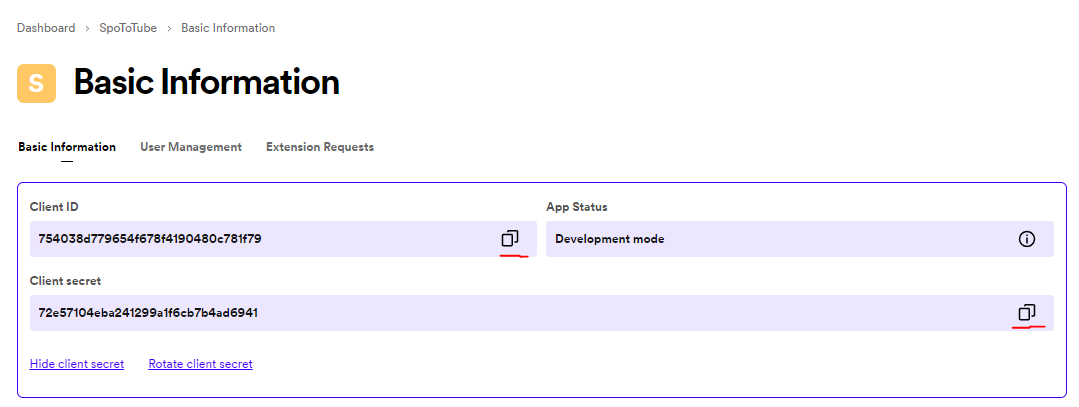 Dashboard › SpoToTube › Basic Information
S Basic Information
Basic Information User Management Extension Requests
Client ID App Status
754038d779654f678f4190480c781f79 Development mode
Client secret
72e57104eba241299a1f6cb7b4ad6941
Hide client secret Rotate client secret